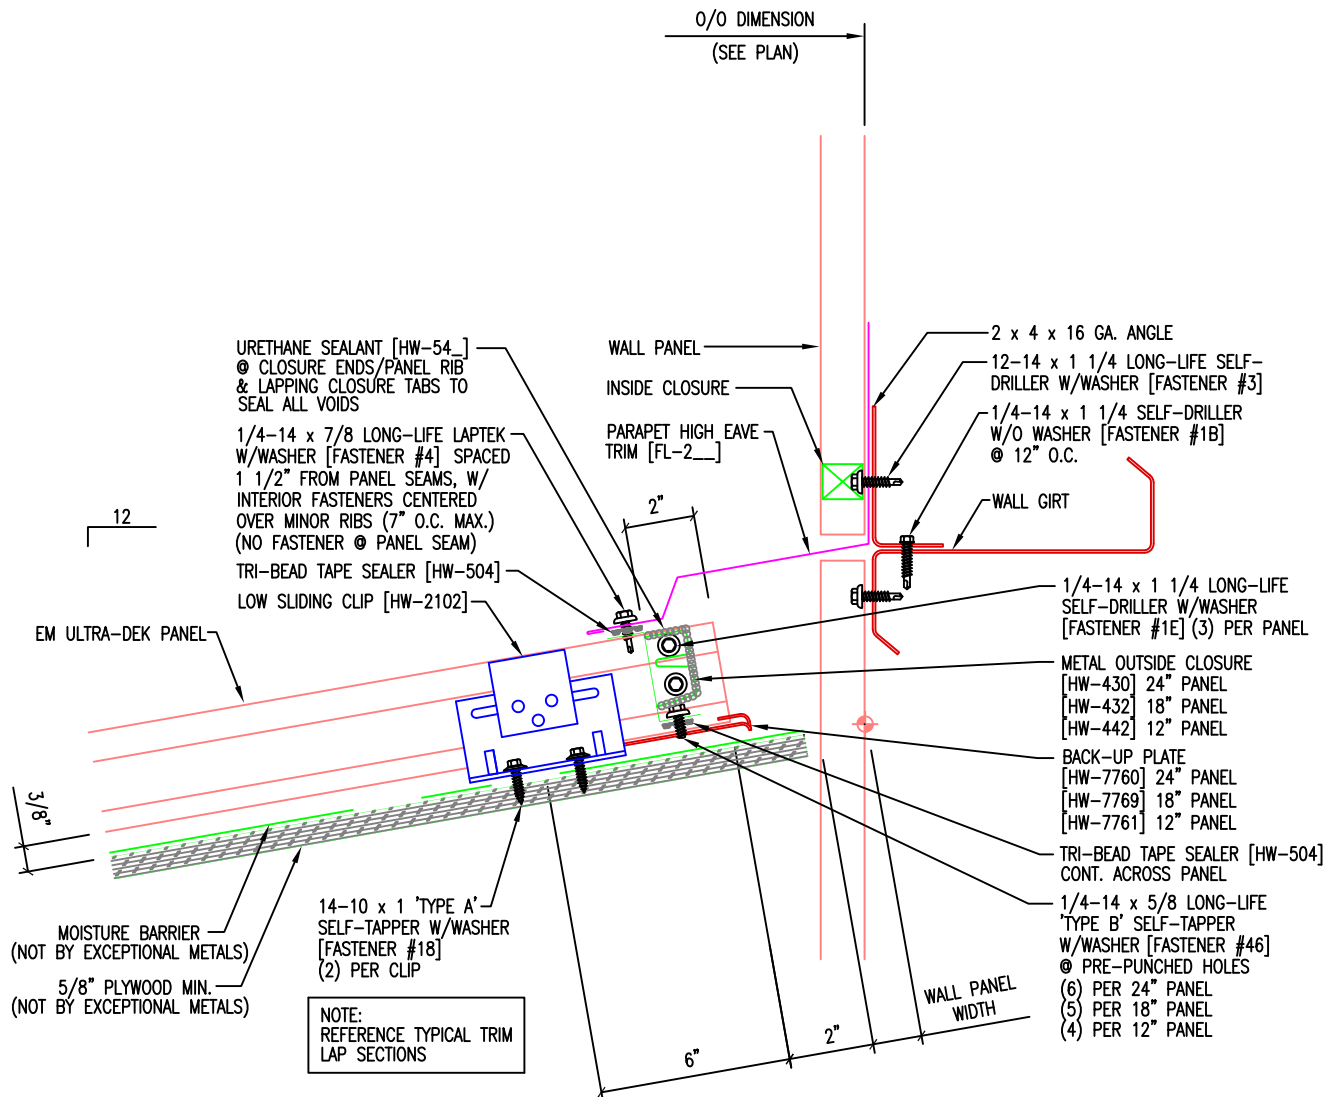 O/O DIMENSION
(SEE PLAN)
URETHANE SEALANT [HW-54_]
@ CLOSURE ENDS/PANEL RIB
& LAPPING CLOSURE TABS TO
SEAL ALL VOIDS
1/4-14 x 7/8 LONG-LIFE LAPTEK
W/WASHER [FASTENER #4] SPACED
1 1/2" FROM PANEL SEAMS, W/
INTERIOR FASTENERS CENTERED
OVER MINOR RIBS (7" O.C. MAX.)
(NO FASTENER @ PANEL SEAM)
TRI-BEAD TAPE SEALER [HW-504]
LOW SLIDING CLIP [HW-2102]
EM ULTRA-DEK PANEL
12
WALL PANEL
INSIDE CLOSURE
PARAPET HIGH EAVE
TRIM [FL-2__]
2"
2 x 4 x 16 GA. ANGLE
12-14 x 1 1/4 LONG-LIFE SELF-
DRILLER W/WASHER [FASTENER #3]
1/4-14 x 1 1/4 SELF-DRILLER
W/O WASHER [FASTENER #1B]
@ 12" O.C.
WALL GIRT
1/4-14 x 1 1/4 LONG-LIFE
SELF-DRILLER W/WASHER
[FASTENER #1E] (3) PER PANEL
METAL OUTSIDE CLOSURE
[HW-430] 24" PANEL
[HW-432] 18" PANEL
[HW-442] 12" PANEL
BACK-UP PLATE
[HW-7760] 24" PANEL
[HW-7769] 18" PANEL
[HW-7761] 12" PANEL
TRI-BEAD TAPE SEALER [HW-504]
CONT. ACROSS PANEL
1/4-14 x 5/8 LONG-LIFE
'TYPE B' SELF-TAPPER
W/WASHER [FASTENER #46]
@ PRE-PUNCHED HOLES
(6) PER 24" PANEL
(5) PER 18" PANEL
(4) PER 12" PANEL
3/8"
MOISTURE BARRIER
(NOT BY EXCEPTIONAL METALS)
5/8" PLYWOOD MIN.
(NOT BY EXCEPTIONAL METALS)
14-10 x 1 'TYPE A'
SELF-TAPPER W/WASHER
[FASTENER #18]
(2) PER CLIP
NOTE:
REFERENCE TYPICAL TRIM
LAP SECTIONS
6"
2"
WALL PANEL
WIDTH